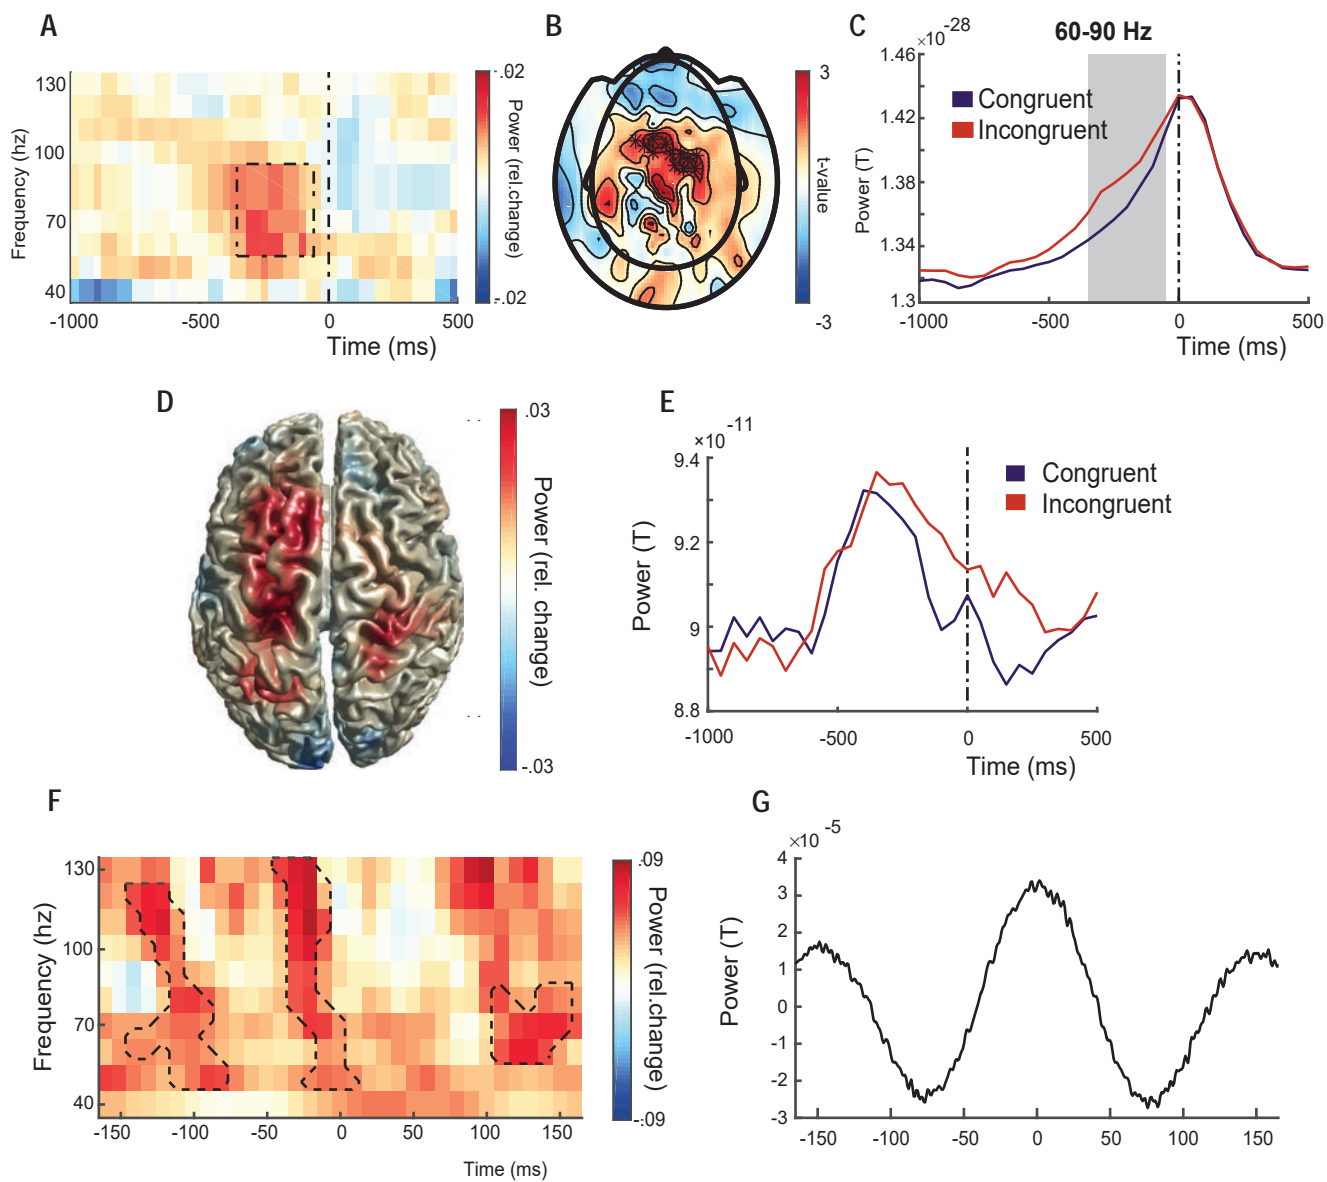 A
Frequency (hz)
130
100
70
40
-1000
-500
0
500
Time (ms)
.02
-.02
Power (rel.change)
B
3
-3
t-value
C
×10 -28
60-90 Hz
Power (T)
1.46
1.42
1.38
1.34
1.3
Congruent
Incongruent
-1000
-500
0
500
Time (ms)
D
.03
-.03
Power (rel. change)
E
×10 -11
Power (T)
9.4
9.2
9
8.8
Congruent
Incongruent
-1000
-500
0
500
Time (ms)
F
Frequency (hz)
130
100
70
40
-150
-100
-50
0
50
100
150
Time (ms)
.09
-.09
Power (rel.change)
G
×10 -5
Power (T)
4
3
2
1
0
-1
-2
-3
-150
-100
-50
0
50
100
150